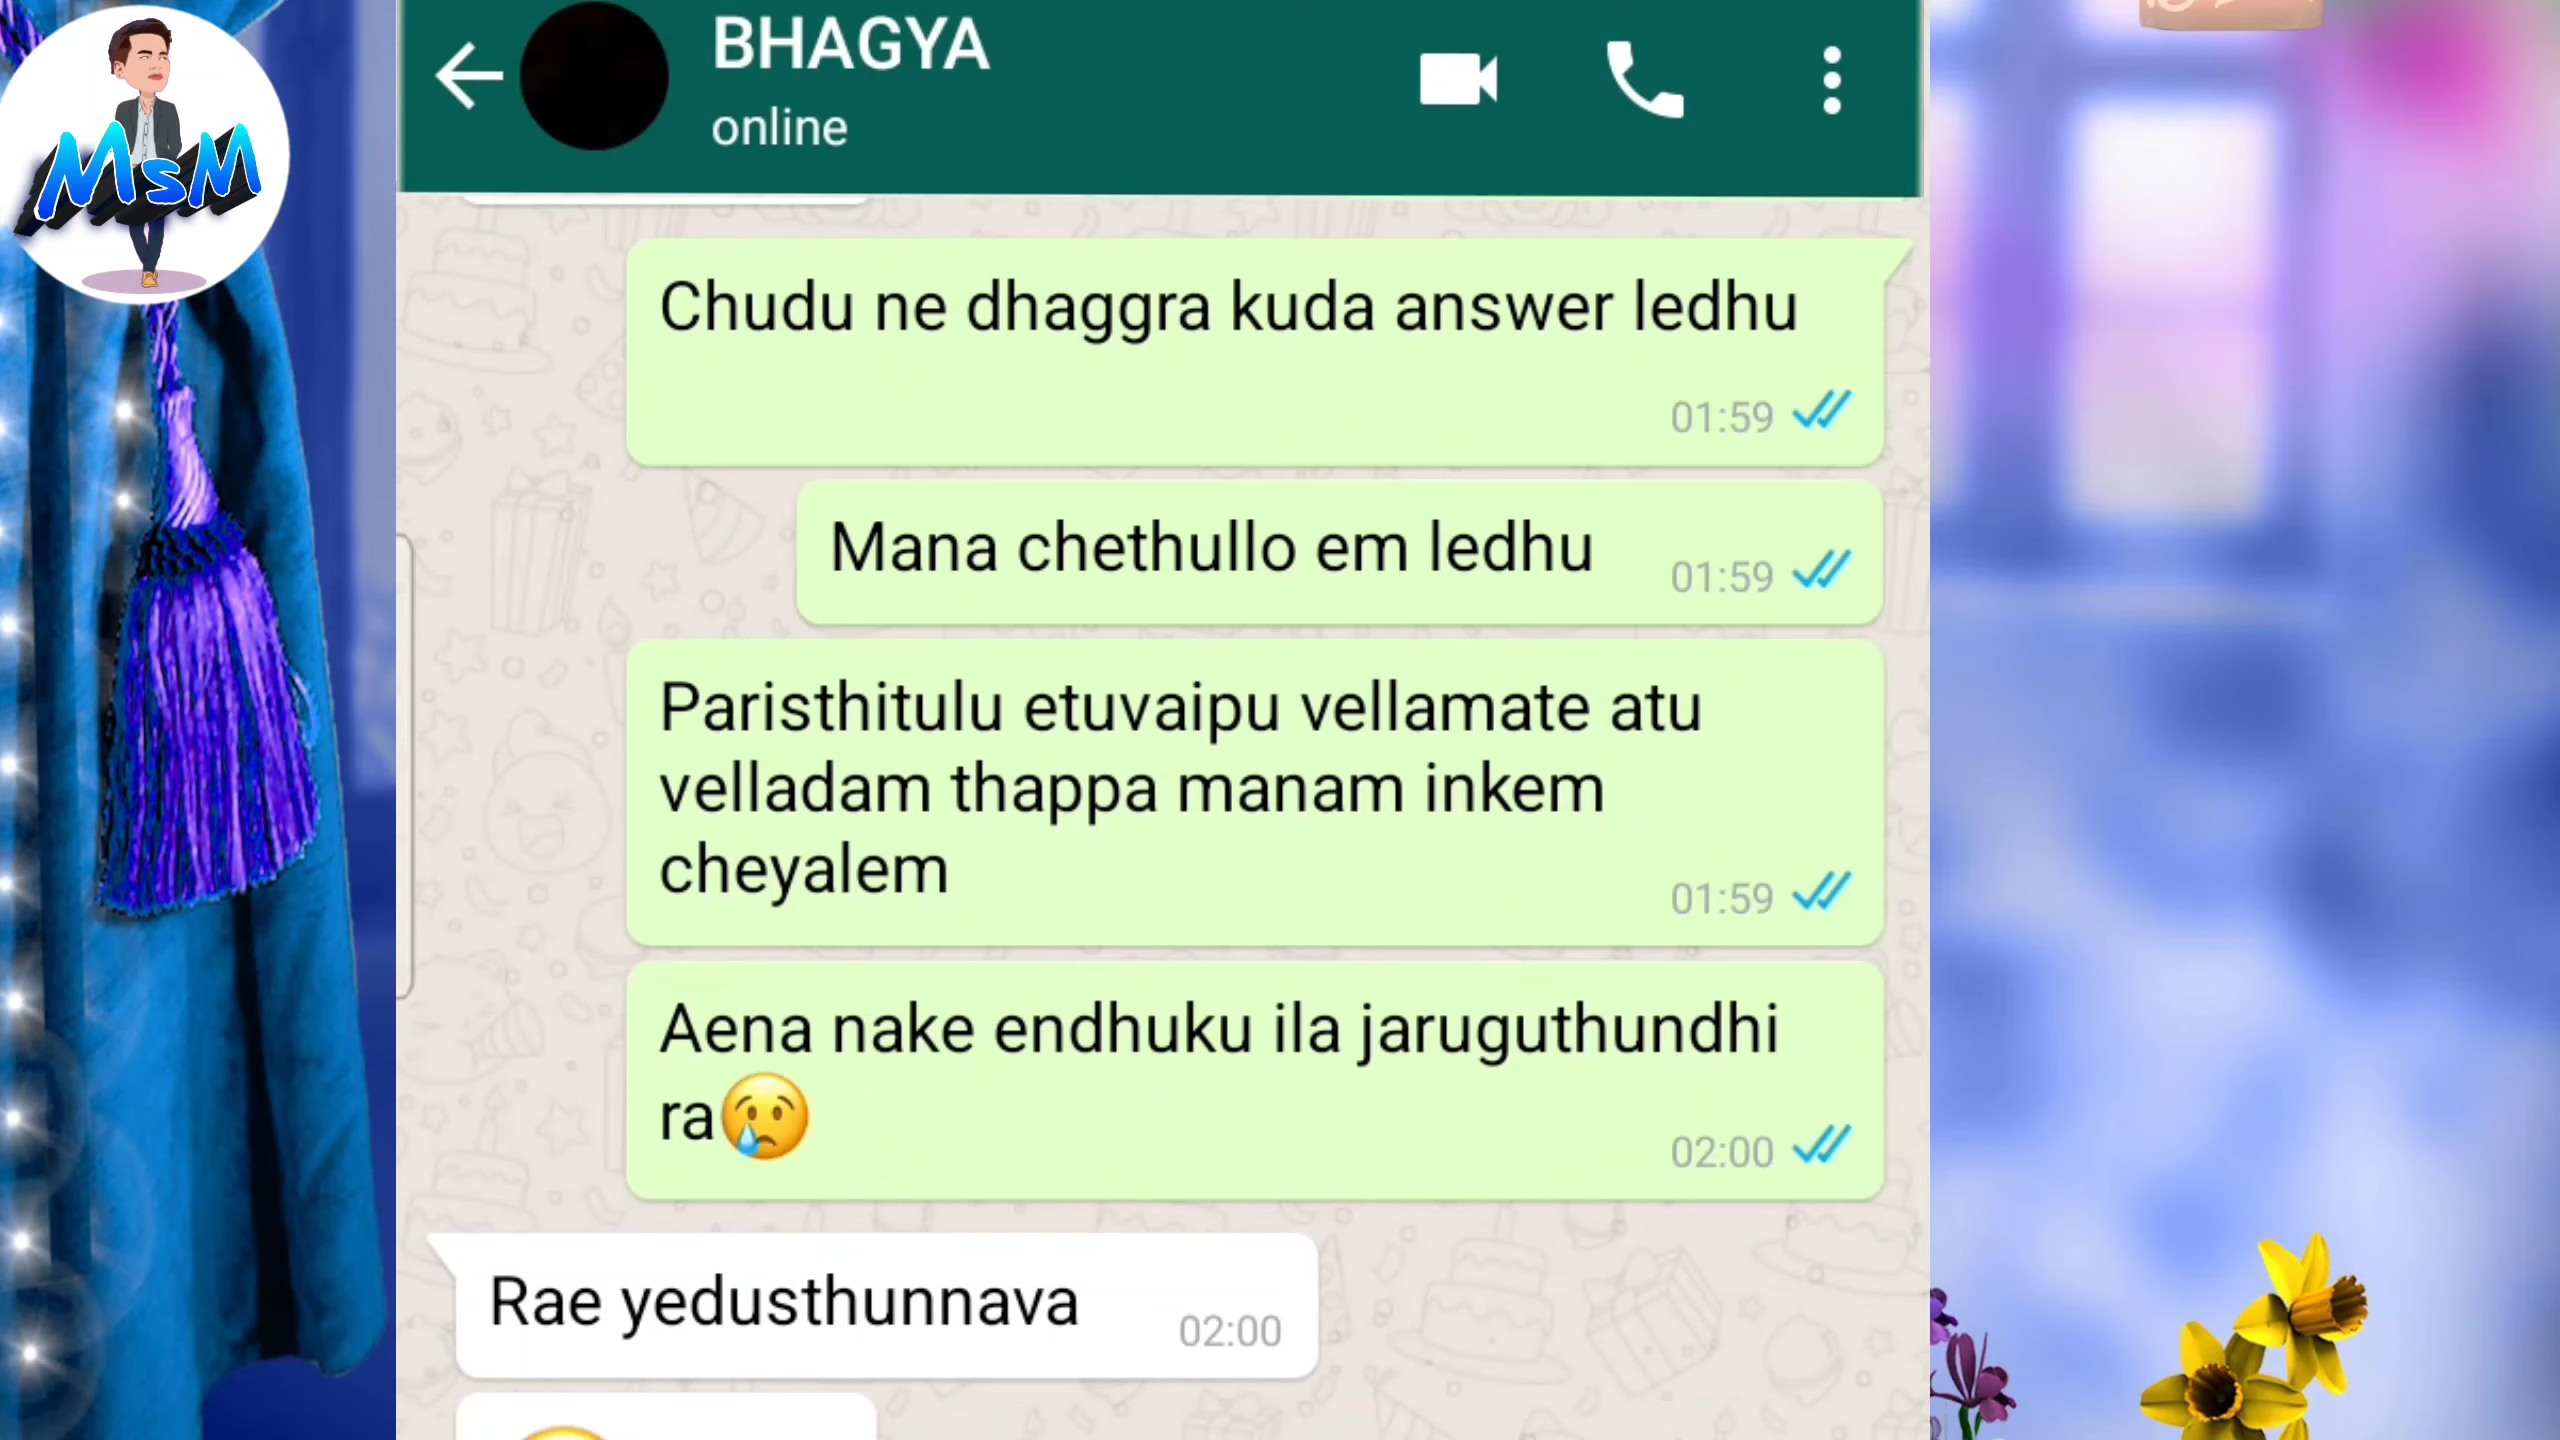 MsM
BHAGYA
online
Chudu ne dhaggra kuda answer ledhu
01:59
Mana chethullo em ledhu
01:59
Paristhitulu etuvaipu vellamate atu
velladam thappa manam inkem
cheyalem
01:59
Aena nake endhuku ila jaruguthundhi
ra😢
02:00
Rae yedusthunnava
02:00